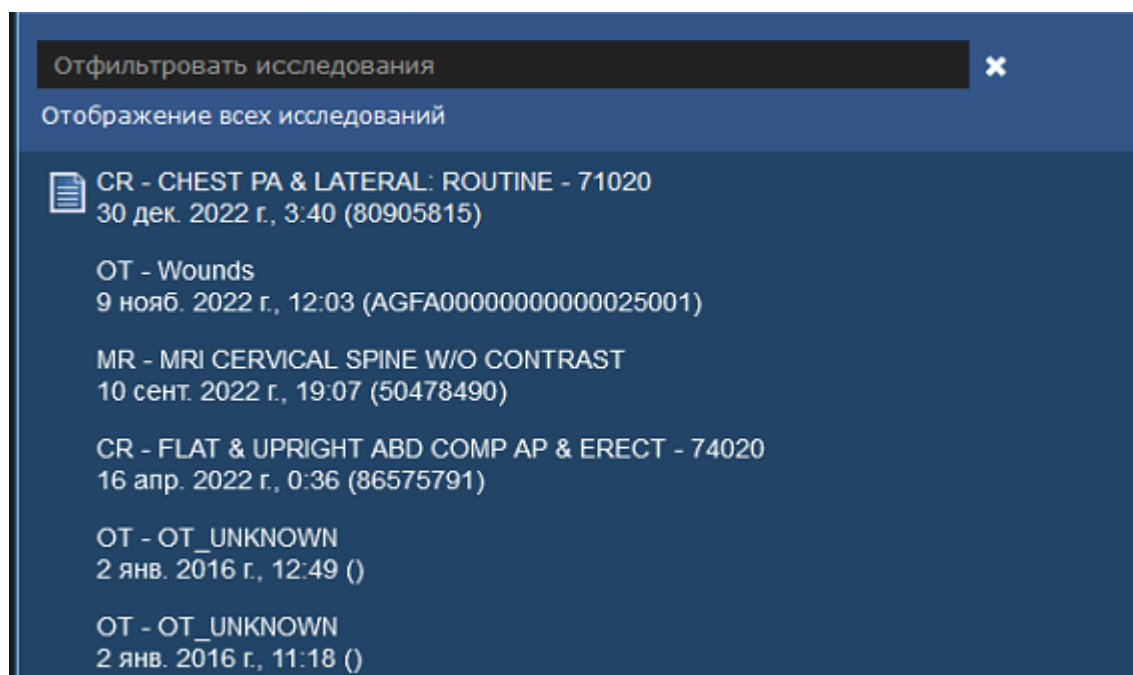 Отфильтровать исследования
Отображение всех исследований
CR - CHEST PA & LATERAL: ROUTINE - 71020
30 дек. 2022 г., 3:40 (80905815)
OT - Wounds
9 нояб. 2022 г., 12:03 (AGFA00000000000025001)
MR - MRI CERVICAL SPINE W/O CONTRAST
10 сент. 2022 г., 19:07 (50478490)
CR - FLAT & UPRIGHT ABD COMP AP & ERECT - 74020
16 апр. 2022 г., 0:36 (86575791)
OT - OT_UNKNOWN
2 янв. 2016 г., 12:49 ()
OT - OT_UNKNOWN
2 янв. 2016 г., 11:18 ()